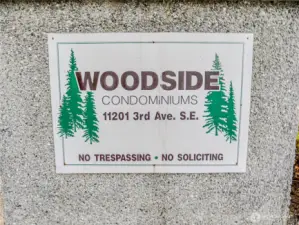 WOODSIDE
CONDOMINIUMS
11201 3rd Ave. S.E.
NO TRESPASSING • NO SOLICITING